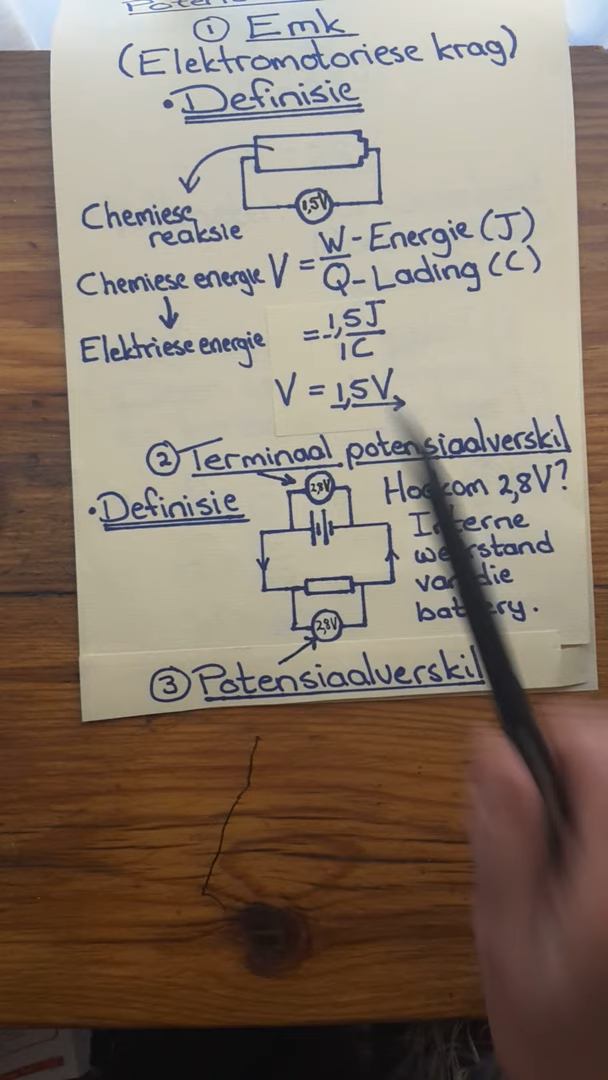 ① Emk
(Elektromotoriese krag)
• Definisie
1,5V
Chemiese
reaksie
Chemiese energie
↓
Elektriese energie
V = W - Energie (J)
Q - Lading (C)
= 1,5J
1C
V = 1,5V
② Terminaal potensiaalverskil
• Definisie
2,8V
2,8V
Hoekom 2,8V?
Interne
weerstand
van die
battery.
③ Potensiaalverskil